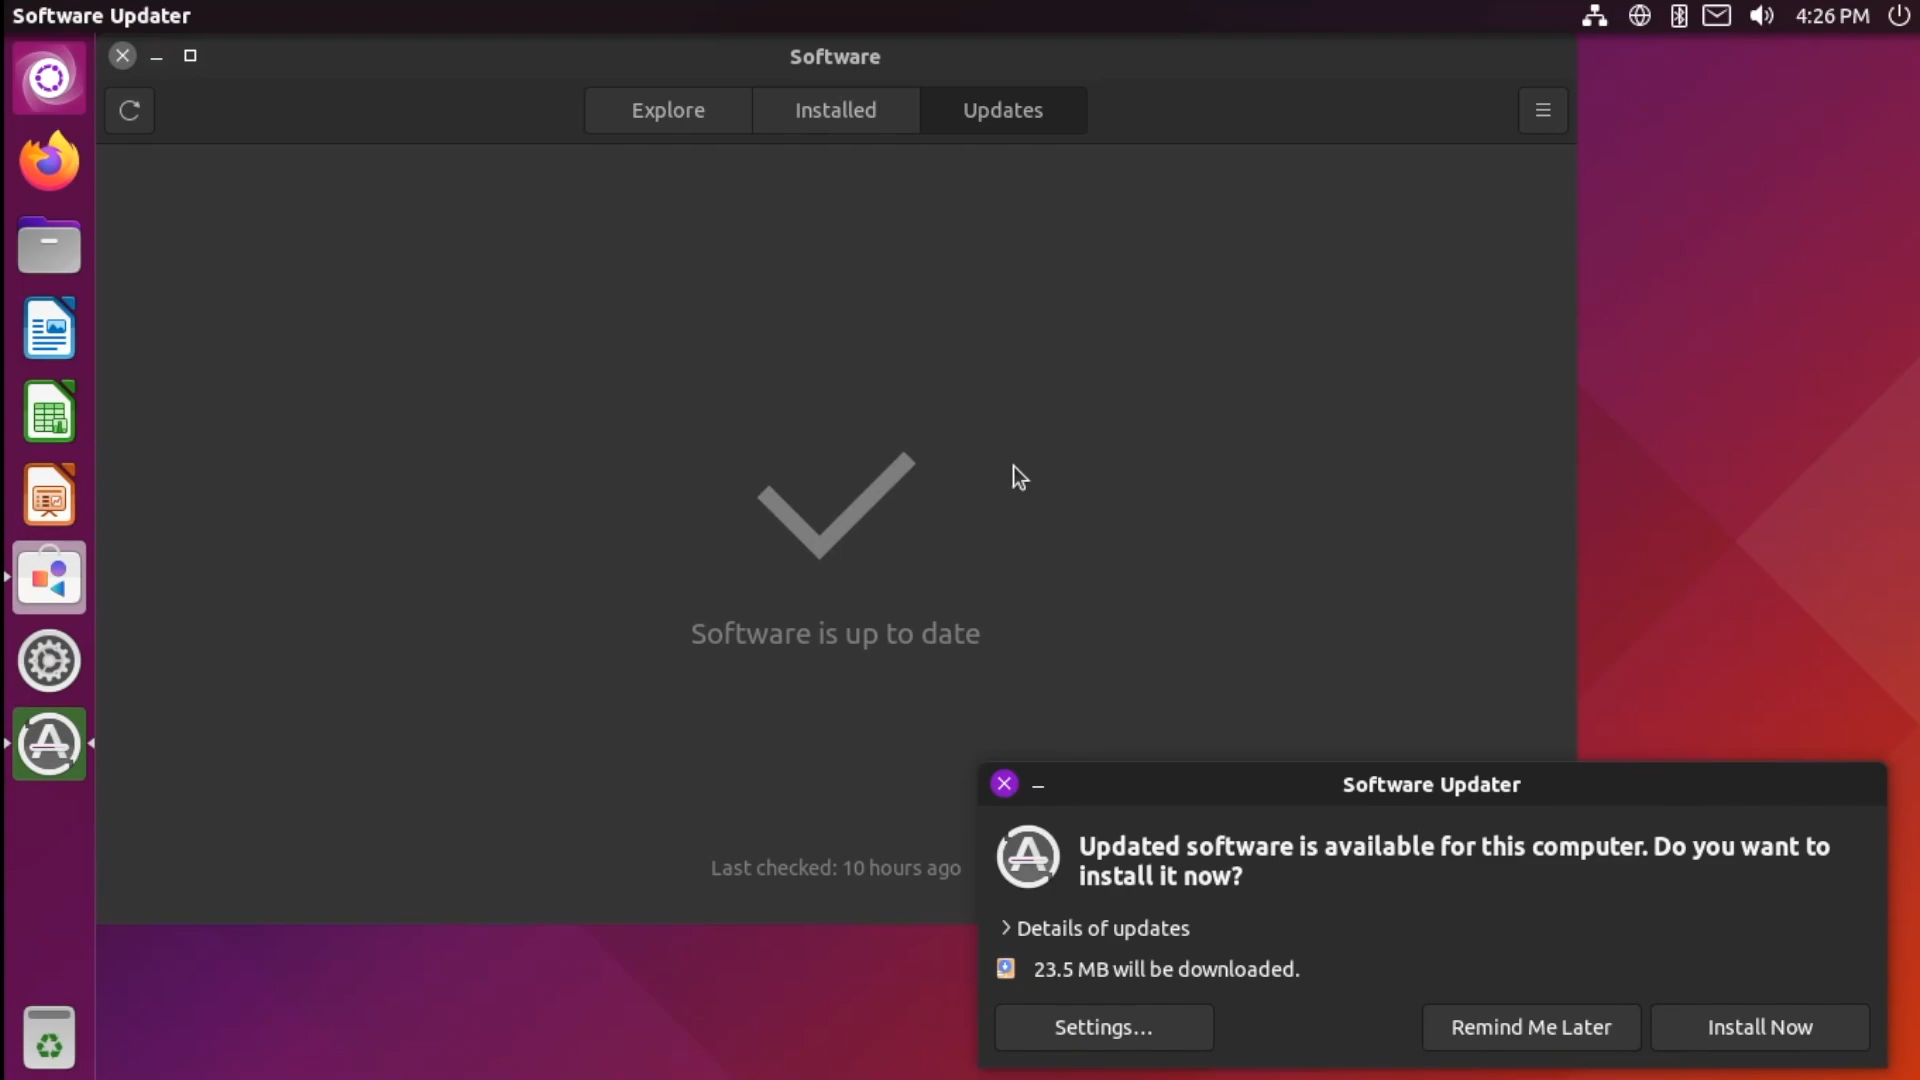 Software Updater
4:26 PM
Software
Explore
Installed
Updates
Software is up to date
Last checked: 10 hours ago
Software Updater
Updated software is available for this computer. Do you want to
install it now?
Details of updates
23.5 MB will be downloaded.
Settings...
Remind Me Later
Install Now